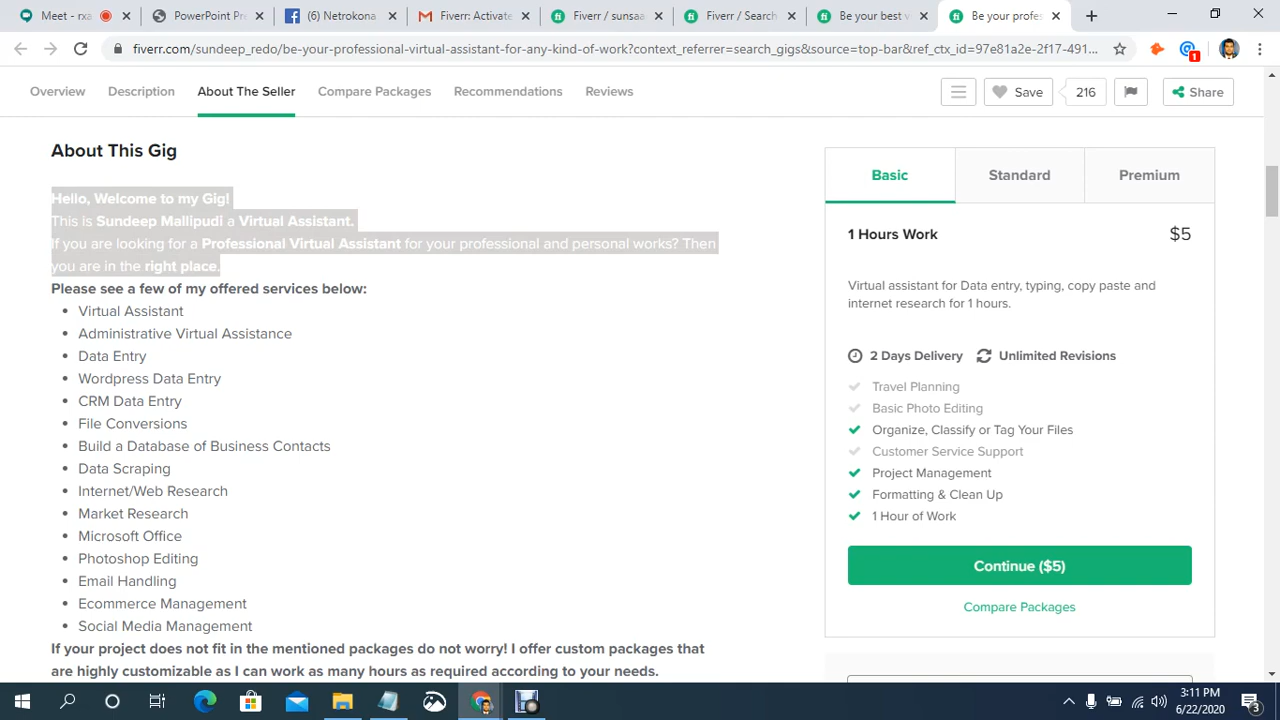 Meet - rxa
PowerPoint Pre
(6) Netrokona
Fiverr: Activate
Fiverr / sunsaa
Fiverr / Search
Be your best v
Be your profes
fiverr.com/sundeep_redo/be-your-professional-virtual-assistant-for-any-kind-of-work?context_referrer=search_gigs&source=top-bar&ref_ctx_id=97e81a2e-2f17-491...
1
Overview
Description
About The Seller
Compare Packages
Recommendations
Reviews
Save
216
Share
About This Gig
Hello, Welcome to my Gig!
This is Sundeep Mallipudi a Virtual Assistant.
If you are looking for a Professional Virtual Assistant for your professional and personal works? Then
you are in the right place.
Please see a few of my offered services below:
• Virtual Assistant
• Administrative Virtual Assistance
• Data Entry
• Wordpress Data Entry
• CRM Data Entry
• File Conversions
• Build a Database of Business Contacts
• Data Scraping
• Internet/Web Research
• Market Research
• Microsoft Office
• Photoshop Editing
• Email Handling
• Ecommerce Management
• Social Media Management
If your project does not fit in the mentioned packages do not worry! I offer custom packages that
are highly customizable as I can work as many hours as required according to your needs.
Basic
Standard
Premium
1 Hours Work
$5
Virtual assistant for Data entry, typing, copy paste and
internet research for 1 hours.
2 Days Delivery
Unlimited Revisions
Travel Planning
Basic Photo Editing
Organize, Classify or Tag Your Files
Customer Service Support
Project Management
Formatting & Clean Up
1 Hour of Work
Continue ($5)
Compare Packages
3:11 PM
6/22/2020
3